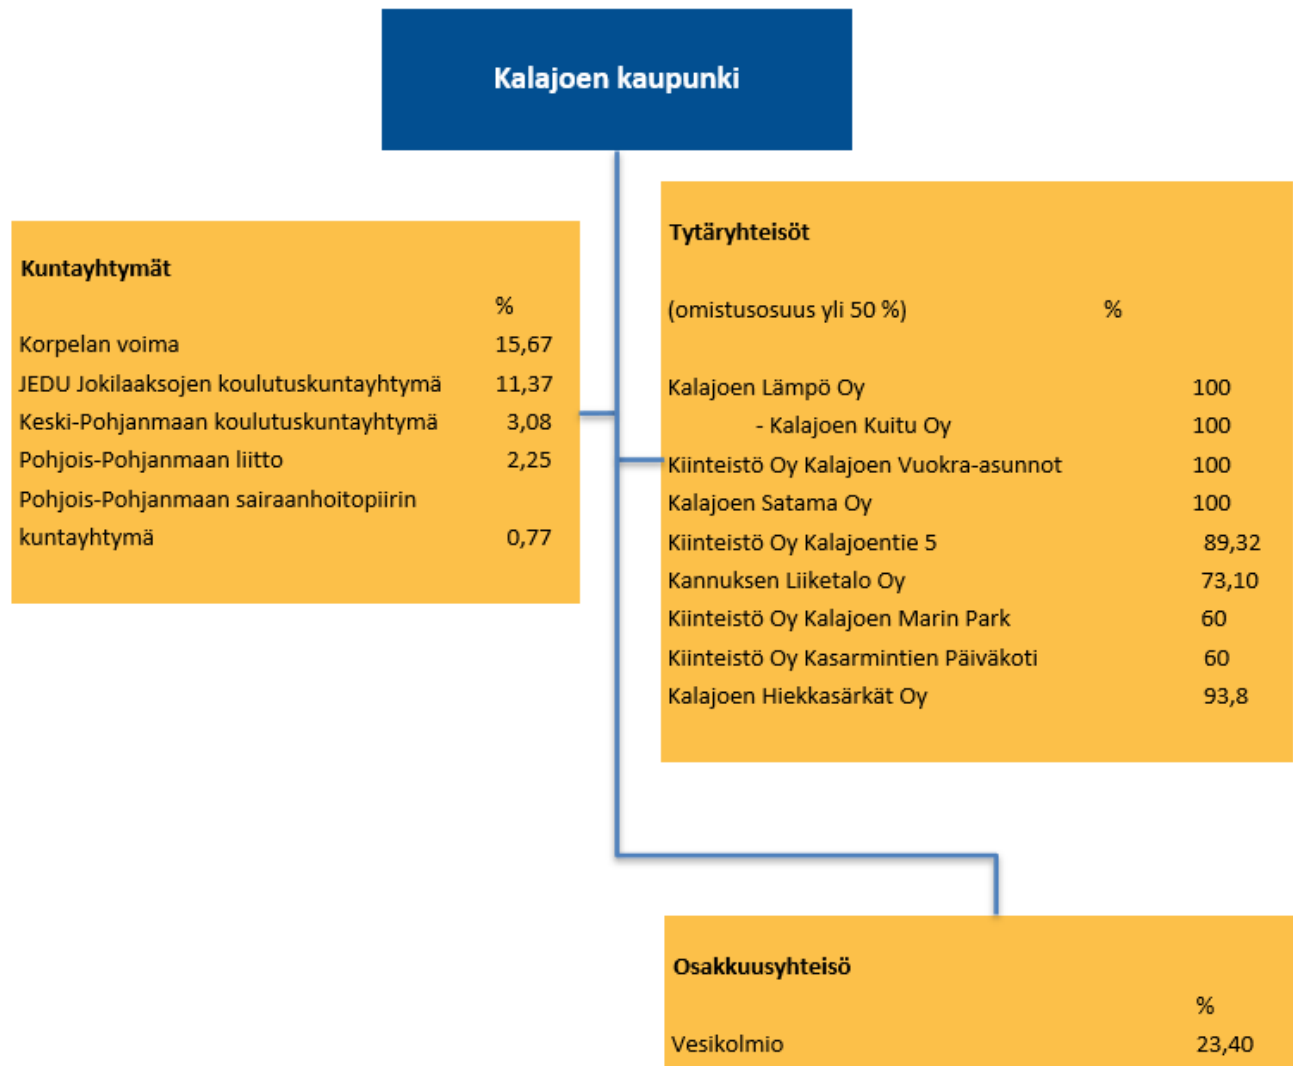 Kalajoen kaupunki
Kuntayhtymät
%
Korpelan voima 15,67
JEDU Jokilaaksojen koulutuskuntayhtymä 11,37
Keski-Pohjanmaan koulutuskuntayhtymä 3,08
Pohjois-Pohjanmaan liitto 2,25
Pohjois-Pohjanmaan sairaanhoitopiirin
kuntayhtymä 0,77
Tytäryhteisöt
(omistusosuus yli 50 %) %
Kalajoen Lämpö Oy 100
- Kalajoen Kuitu Oy 100
Kiinteistö Oy Kalajoen Vuokra-asunnot 100
Kalajoen Satama Oy 100
Kiinteistö Oy Kalajoentie 5 89,32
Kannuksen Liiketalo Oy 73,10
Kiinteistö Oy Kalajoen Marin Park 60
Kiinteistö Oy Kasarmintien Päiväkoti 60
Kalajoen Hiekkasärkät Oy 93,8
Osakkuusyhteisö
%
Vesikolmio 23,40